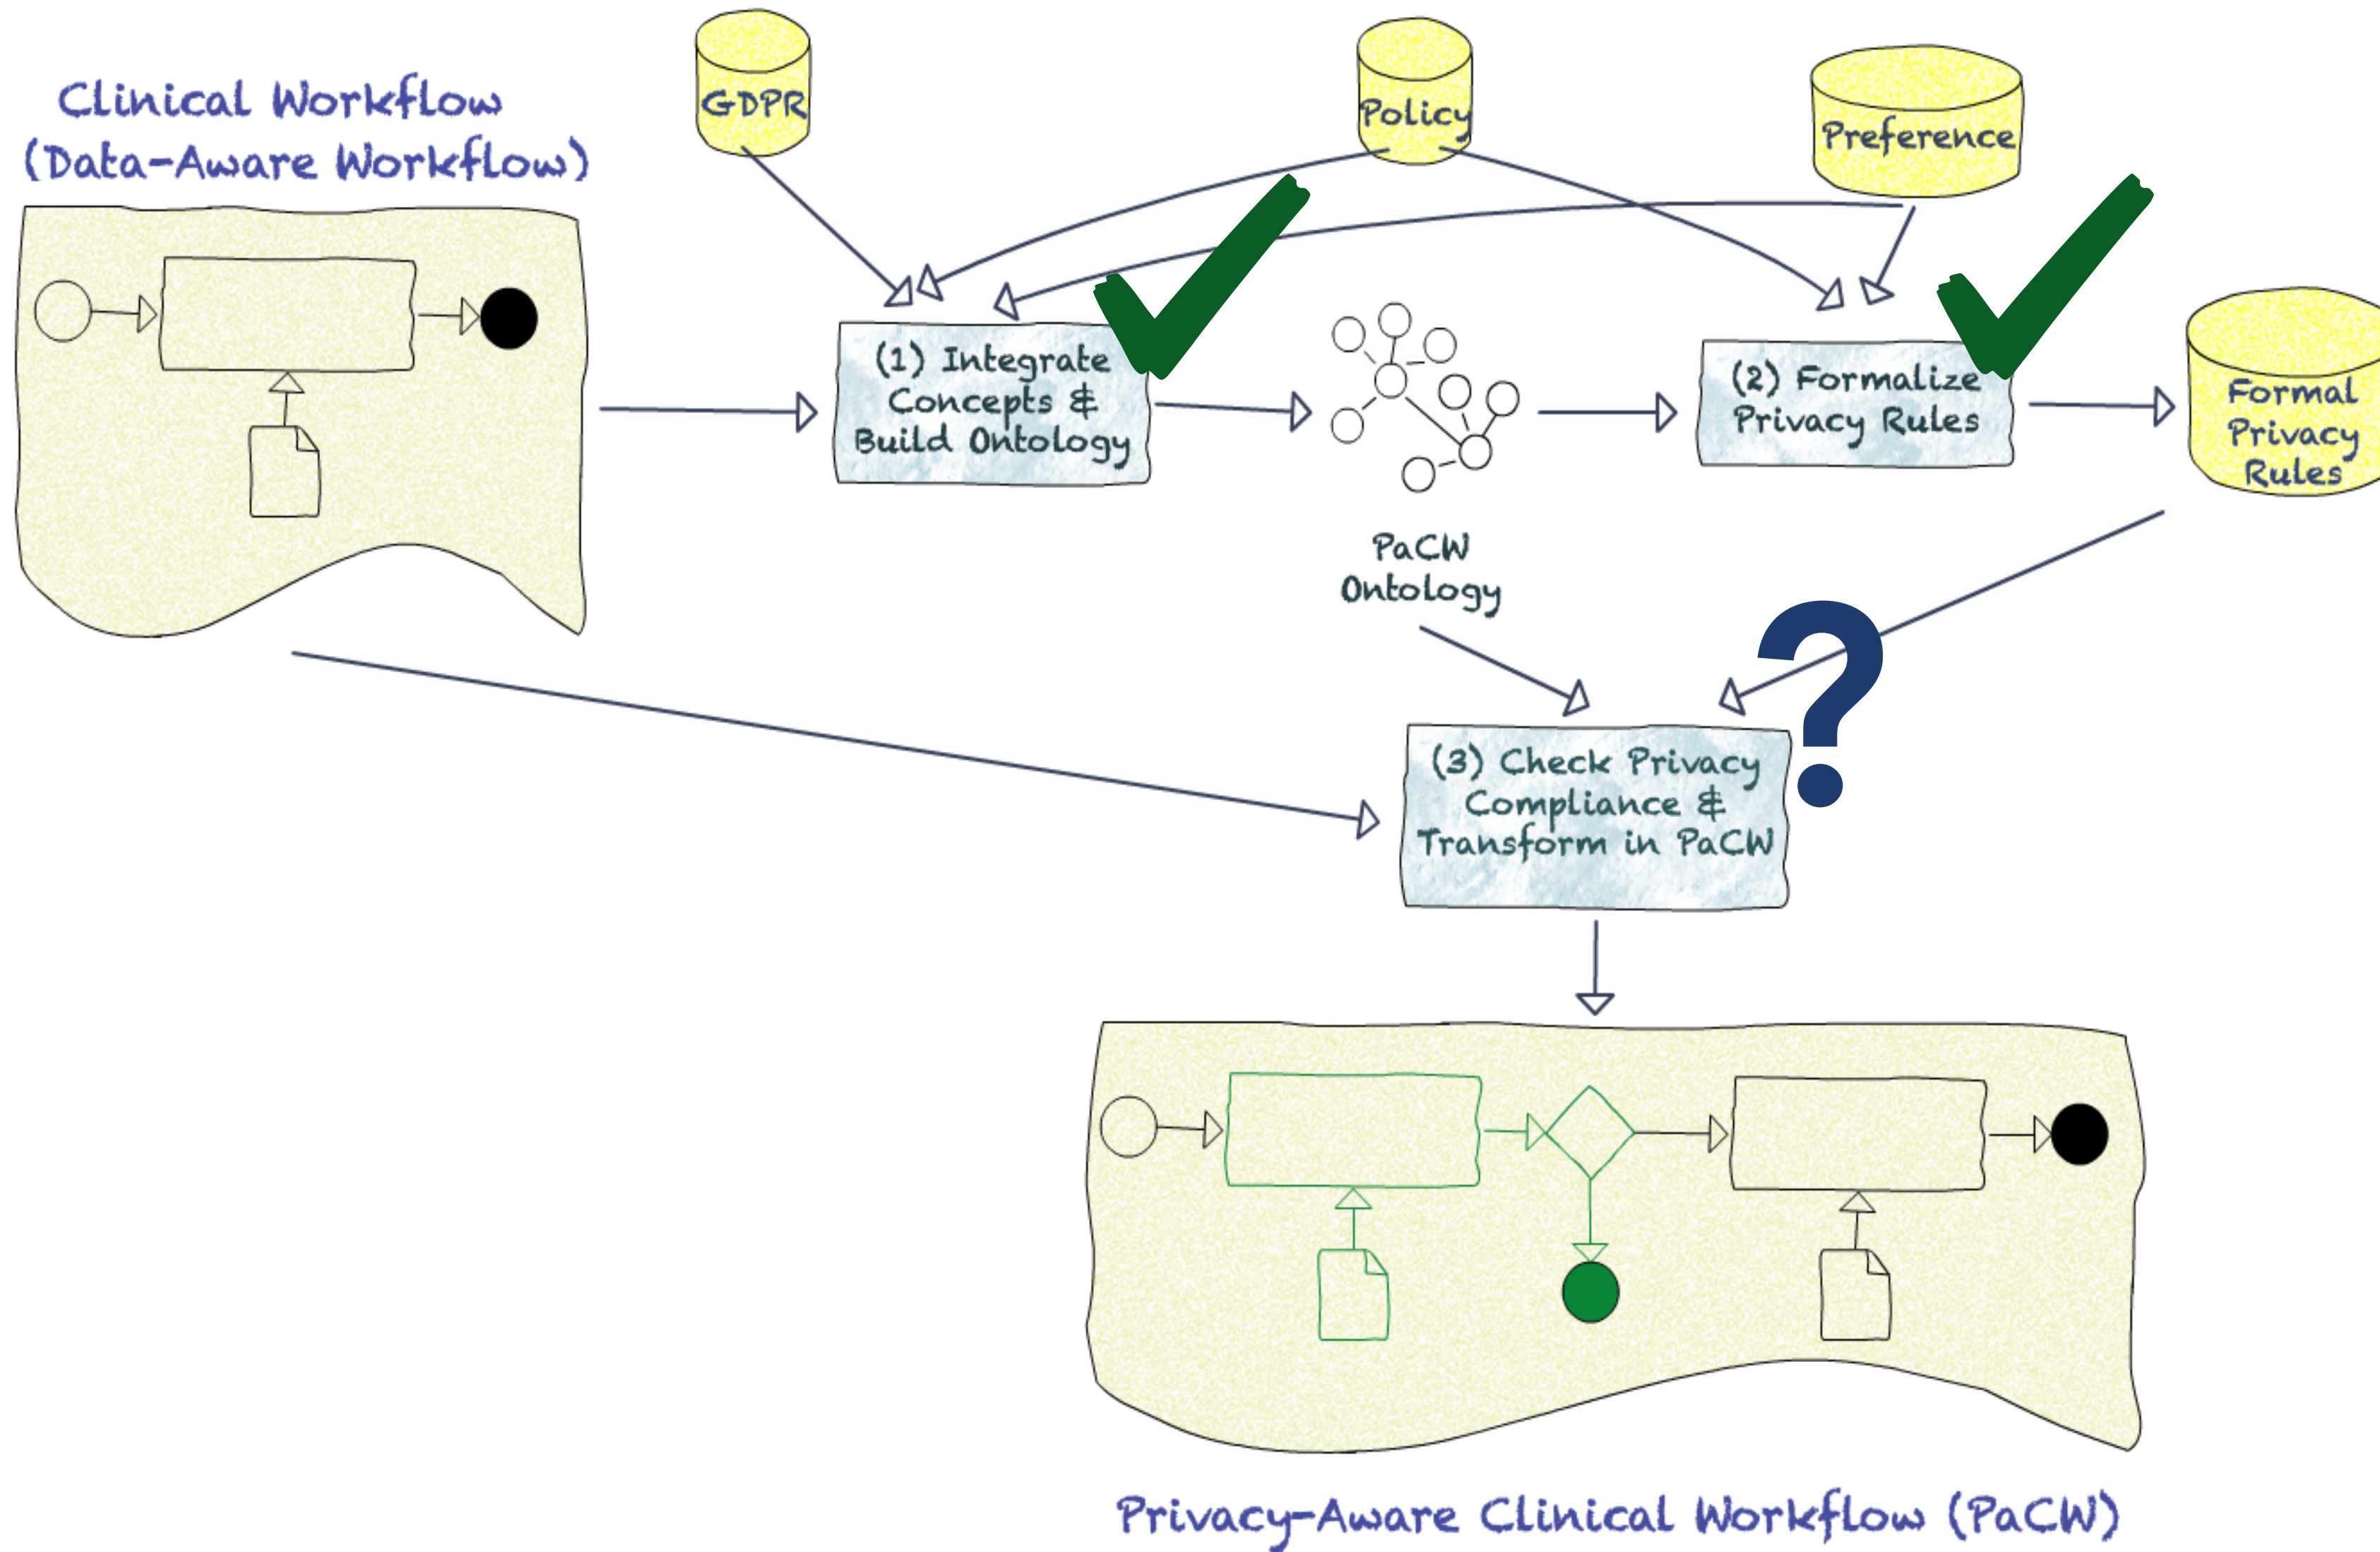 Clinical Workflow
(Data-Aware Workflow)
GDPR
Policy
Preference
(1) Integrate
Concepts &
Build Ontology
(2) Formalize
Privacy Rules
Formal
Privacy
Rules
PaCW
Ontology
?
(3) Check Privacy
Compliance &
Transform in PaCW
Privacy-Aware Clinical Workflow (PaCW)